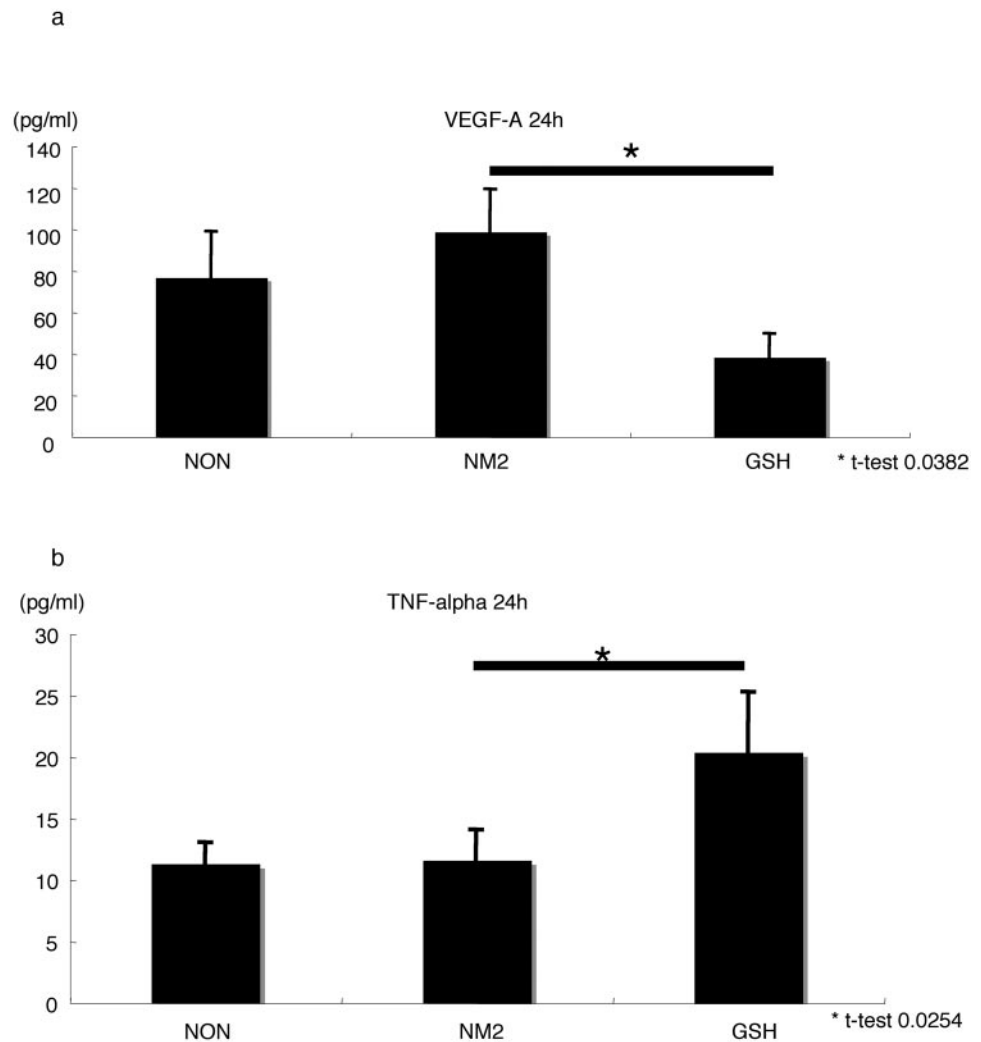 a
(pg/ml)
VEGF-A 24h
140
120
100
80
60
40
20
0
*
NON
NM2
GSH
* t-test 0.0382
b
(pg/ml)
TNF-alpha 24h
30
25
20
15
10
5
0
*
NON
NM2
GSH
* t-test 0.0254